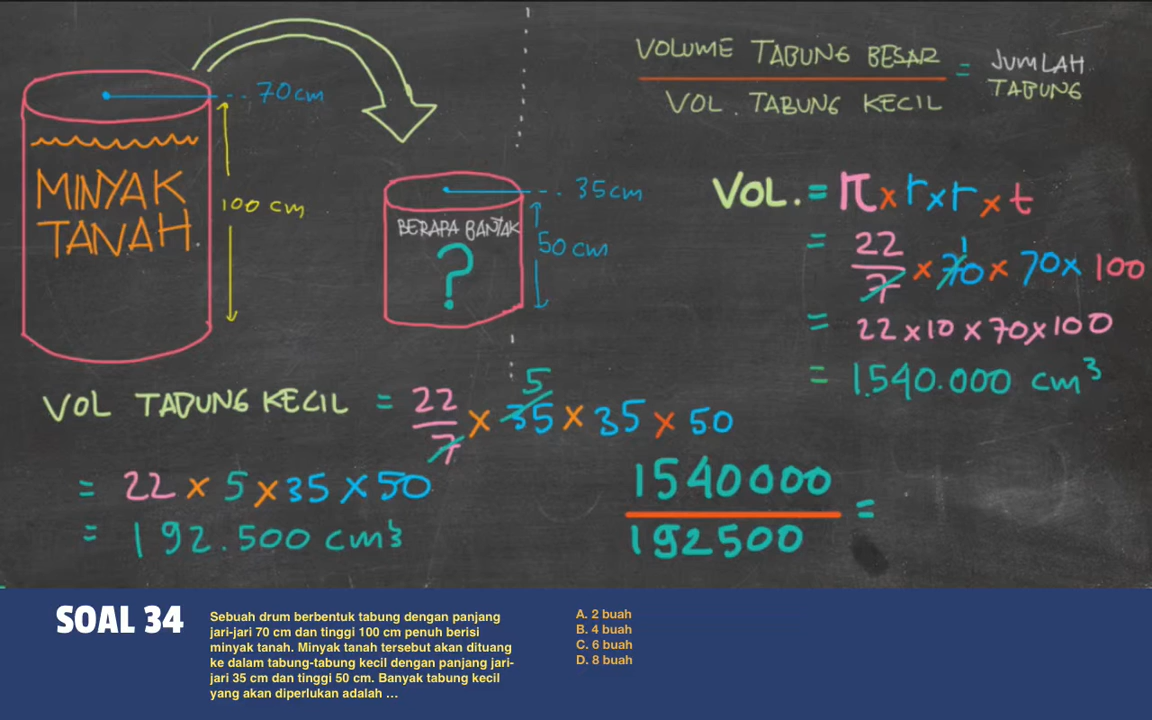 70 cm
MINYAK
TANAH.
100 cm
35 cm
BERAPA BANTAK
?
50 cm
VOLUME TABUNG BESAR
VOL. TABUNG KECIL
= JUMLAH
TABUNG
VOL. = π x r x r x t
= 22/7 x 70 x 70 x 100
1
= 22 x 10 x 70 x 100
= 1.540.000 cm³
VOL TABUNG KECIL = 22/7 x 35 x 35 x 50
5
= 22 x 5 x 35 x 50
= 192.500 cm³
1540000
192500
=
SOAL 34
Sebuah drum berbentuk tabung dengan panjang
jari-jari 70 cm dan tinggi 100 cm penuh berisi
minyak tanah. Minyak tanah tersebut akan dituang
ke dalam tabung-tabung kecil dengan panjang jari-
jari 35 cm dan tinggi 50 cm. Banyak tabung kecil
yang akan diperlukan adalah ...
A. 2 buah
B. 4 buah
C. 6 buah
D. 8 buah